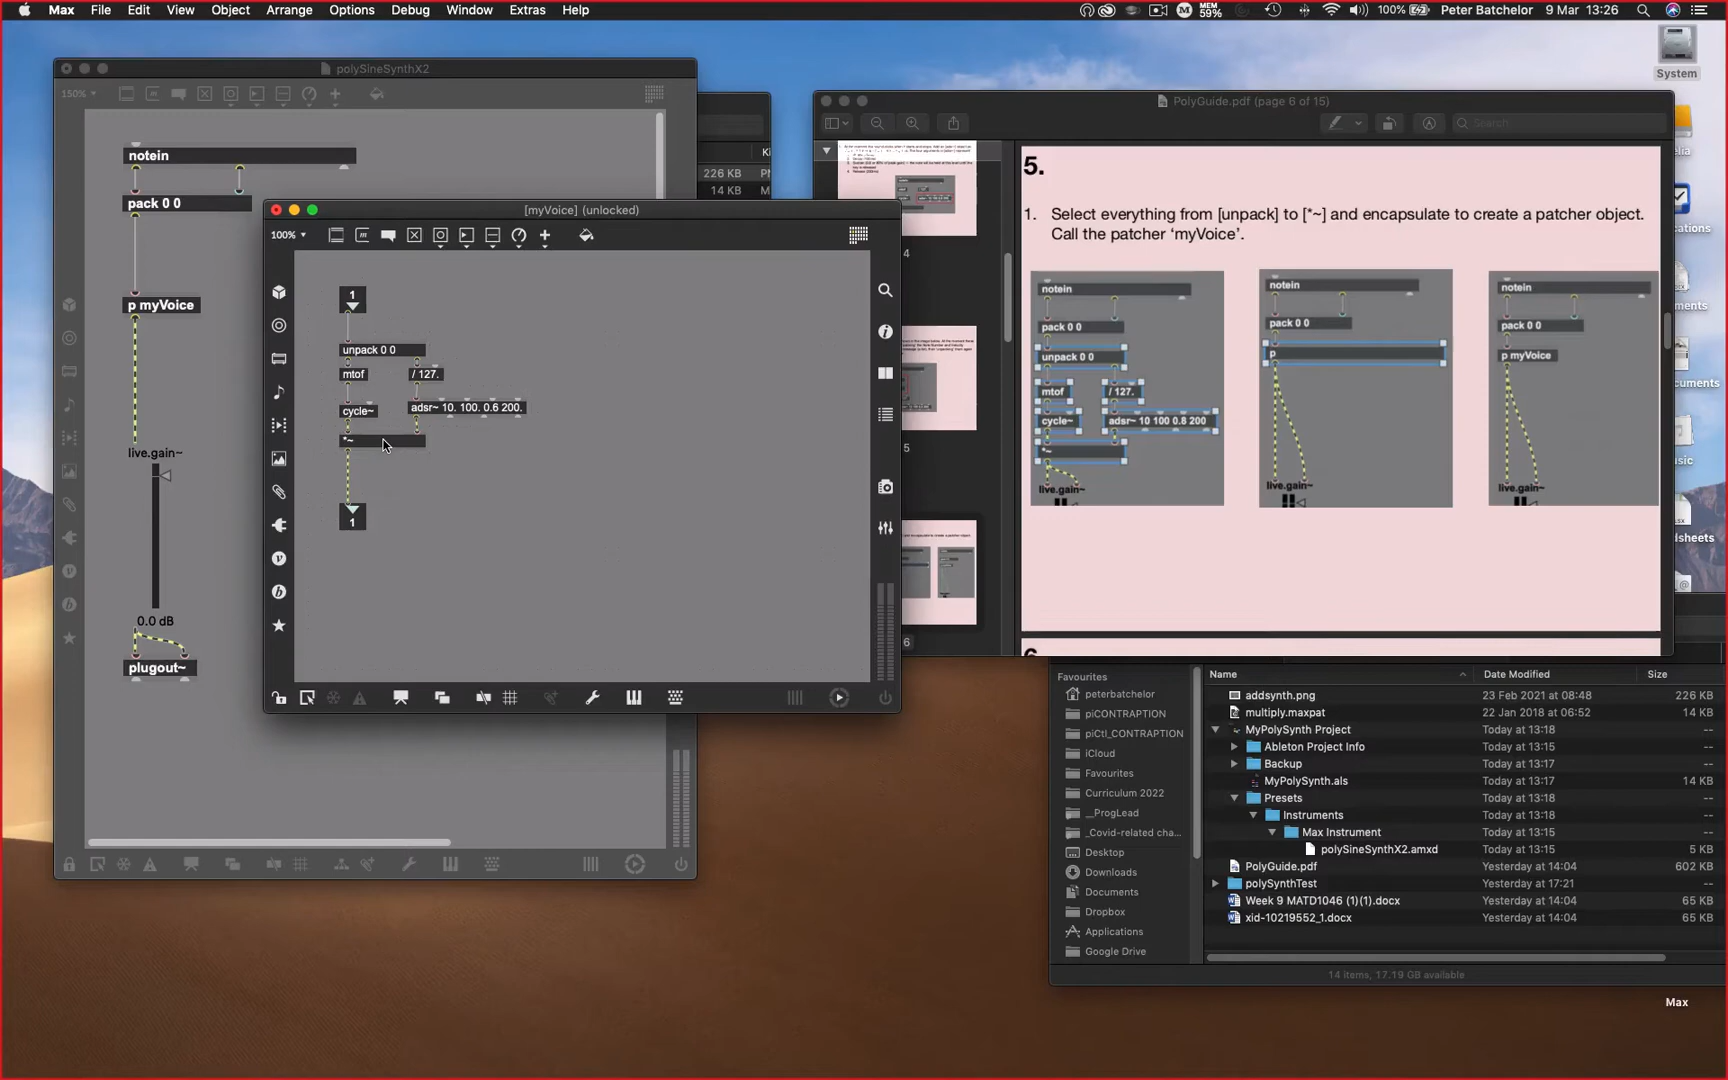 Max File Edit View Object Arrange Options Debug Window Extras Help
MEM
59%
100% Peter Batchelor 9 Mar 13:26
System
polySineSynthX2
150%
notein
pack 0 0
p myVoice
live.gain~
0.0 dB
plugout~
226 KB
14 KB
[myVoice] (unlocked)
100%
1
unpack 0 0
mtof
/ 127.
cycle~
adsr~ 10. 100. 0.6 200.
*~
1
PolyGuide.pdf (page 6 of 15)
Search
4
5
6
5.
1. Select everything from [unpack] to [*~] and encapsulate to create a patcher object.
Call the patcher ‘myVoice’.
notein
pack 0 0
unpack 0 0
mtof
/ 127.
cycle~
adsr~ 10 100 0.8 200
*~
live.gain~
notein
pack 0 0
p
live.gain~
notein
pack 0 0
p myVoice
live.gain~
Favourites
peterbatchelor
piCONTRAPTION
piCtl_CONTRAPTION
iCloud
Favourites
Curriculum 2022
__ProgLead
_Covid-related cha...
Desktop
Downloads
Documents
Dropbox
Applications
Google Drive
Name Date Modified Size
addsynth.png 23 Feb 2021 at 08:48 226 KB
multiply.maxpat 22 Jan 2018 at 06:52 14 KB
MyPolySynth Project Today at 13:18 --
Ableton Project Info Today at 13:15 --
Backup Today at 13:17 --
MyPolySynth.als Today at 13:17 14 KB
Presets Today at 13:18 --
Instruments Today at 13:18 --
Max Instrument Today at 13:15 --
polySineSynthX2.amxd Today at 13:15 5 KB
PolyGuide.pdf Yesterday at 14:04 602 KB
polySynthTest Yesterday at 17:21 --
Week 9 MATD1046 (1)(1).docx Yesterday at 14:04 65 KB
xid-10219552_1.docx Yesterday at 14:04 65 KB
14 items, 17.19 GB available
Max